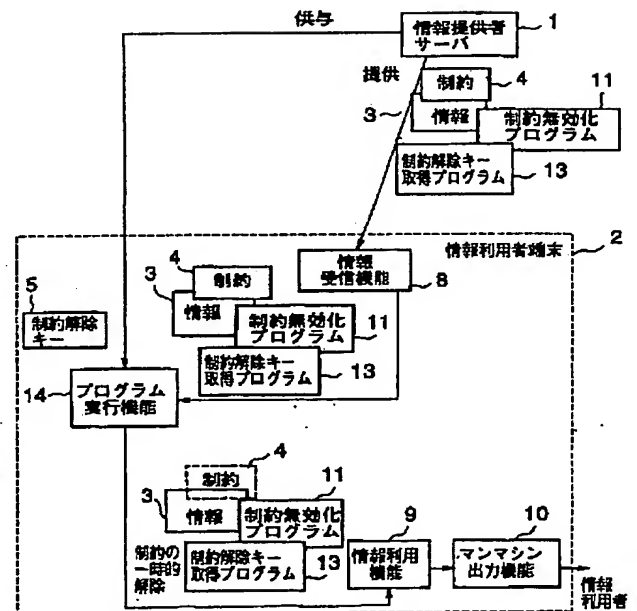 供与
情報提供者
サーバ
1
提供
制約
4
3
情報
11
制約無効化
プログラム
制約解除キー
取得プログラム
13
情報利用者端末
2
4
制約
3
情報
情報
受信機能
8
5
制約解除
キー
制約無効化
プログラム
11
制約解除キー
取得プログラム
13
14
プログラム
実行機能
4
制約
3
情報
11
制約無効化
プログラム
制約の
一時的
解除
制約解除キー
取得プログラム
13
9
情報利用
機能
10
マンマシン
出力機能
情報
利用者